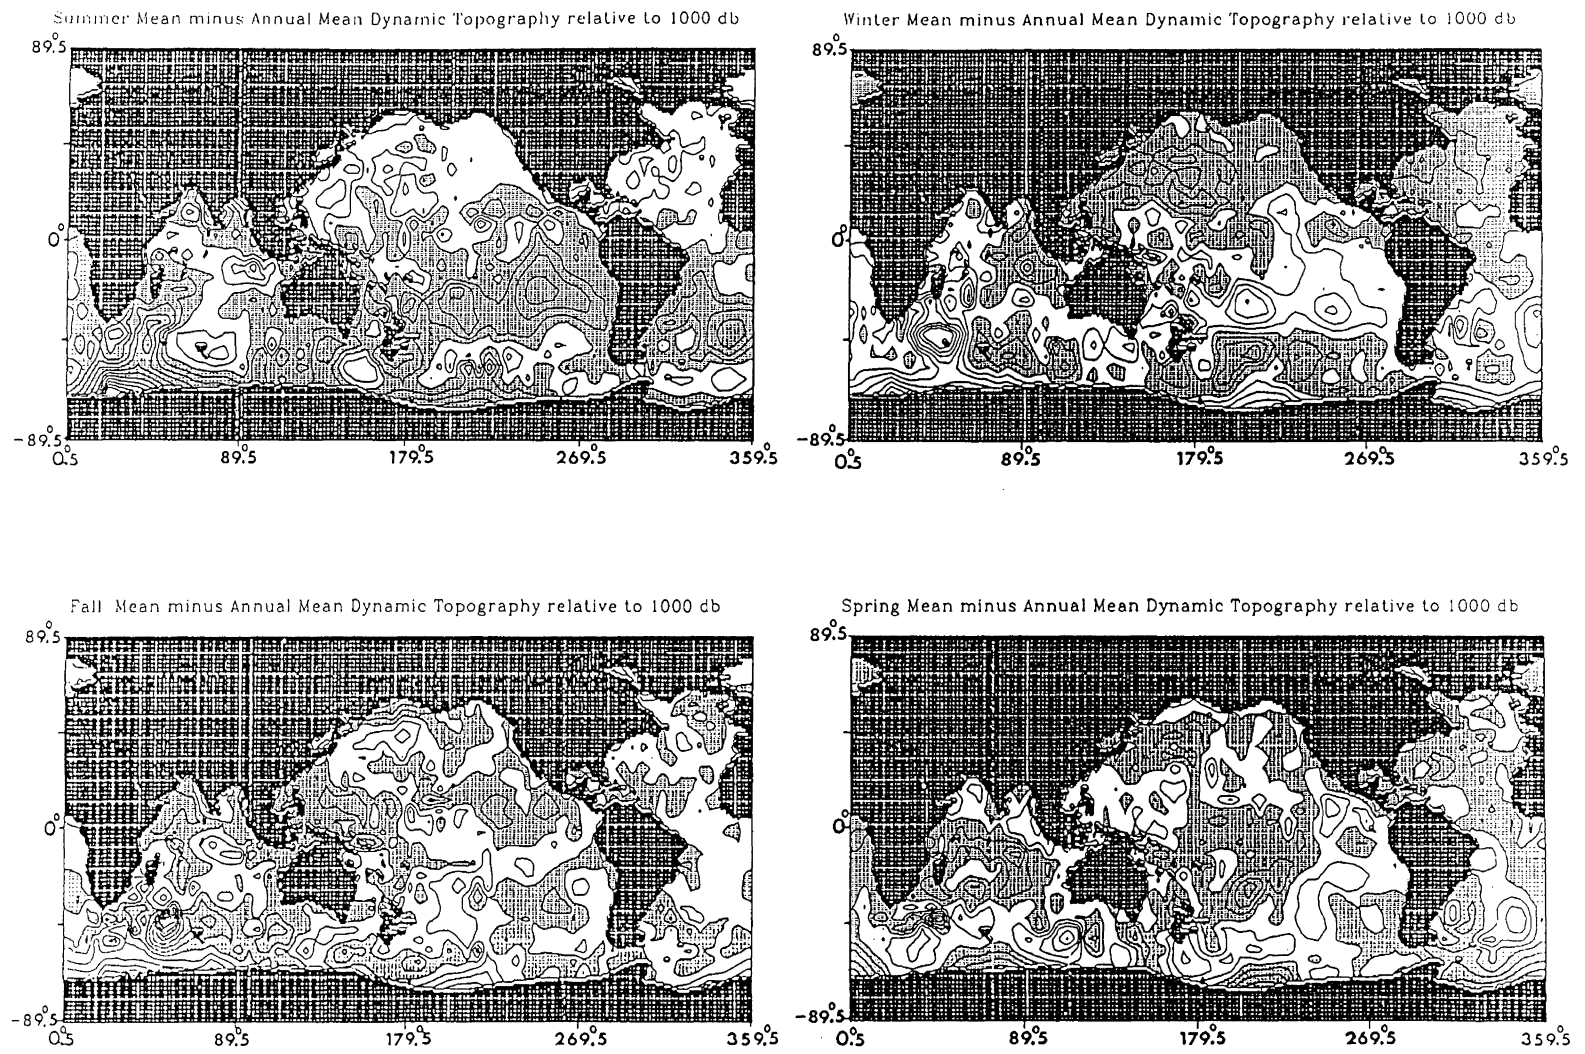 Summer Mean minus Annual Mean Dynamic Topography relative to 1000 db
89.5°
0°
-89.5°
0.5° 89.5° 179.5° 269.5° 359.5°
Winter Mean minus Annual Mean Dynamic Topography relative to 1000 db
89.5°
0°
-89.5°
0.5° 89.5° 179.5° 269.5° 359.5°
Fall Mean minus Annual Mean Dynamic Topography relative to 1000 db
89.5°
0°
-89.5°
0.5° 89.5° 179.5° 269.5° 359.5°
Spring Mean minus Annual Mean Dynamic Topography relative to 1000 db
89.5°
0°
-89.5°
0.5° 89.5° 179.5° 269.5° 359.5°